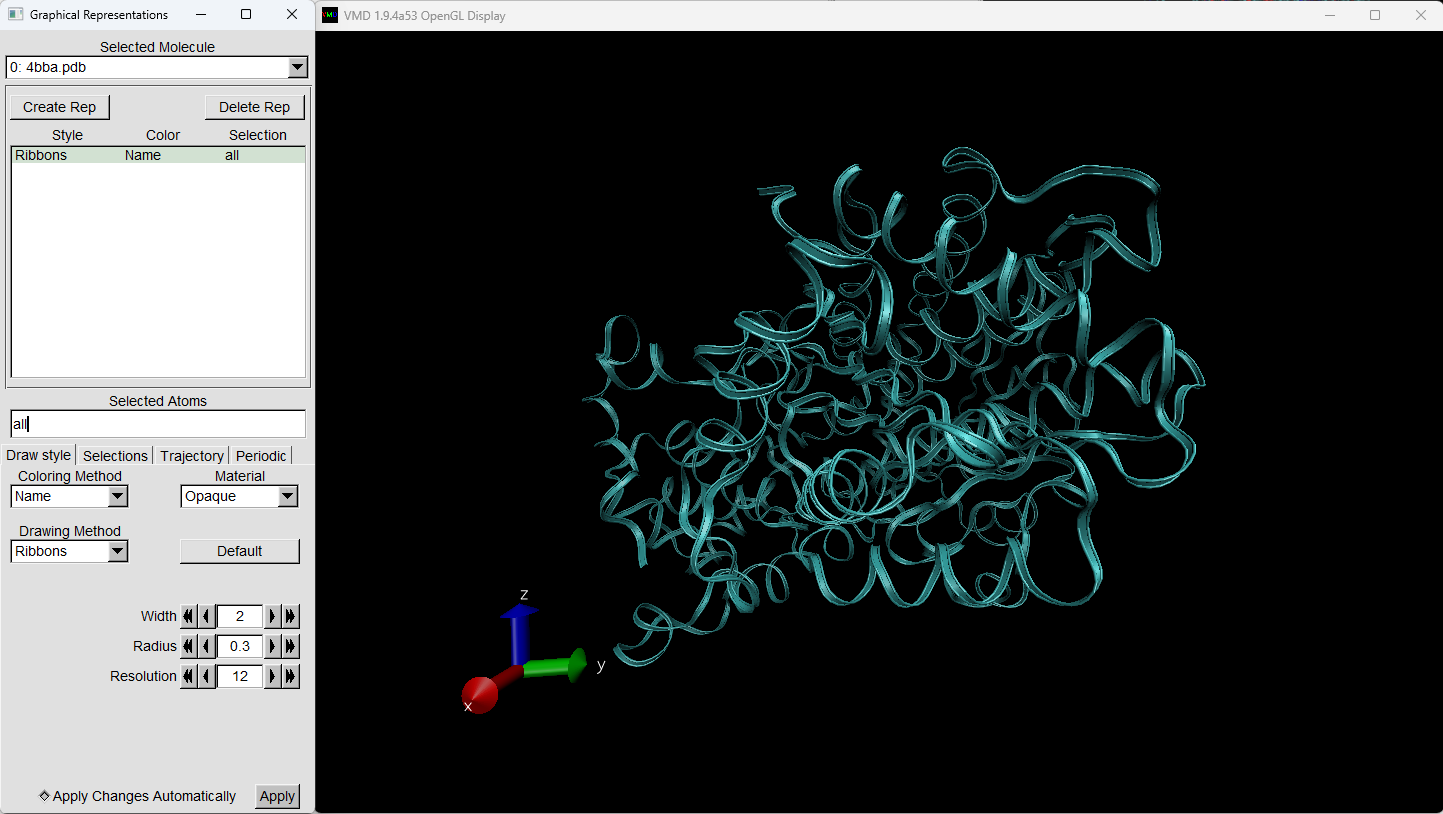 Graphical Representations
VMD 1.9.4a53 OpenGL Display
Selected Molecule
0: 4bba.pdb
Create Rep Delete Rep
Style Color Selection
Ribbons Name all
Selected Atoms
all
Draw style Selections Trajectory Periodic
Coloring Method Material
Name Opaque
Drawing Method
Ribbons Default
Width 2
Radius 0.3
Resolution 12
Apply Changes Automatically Apply
z
y
x